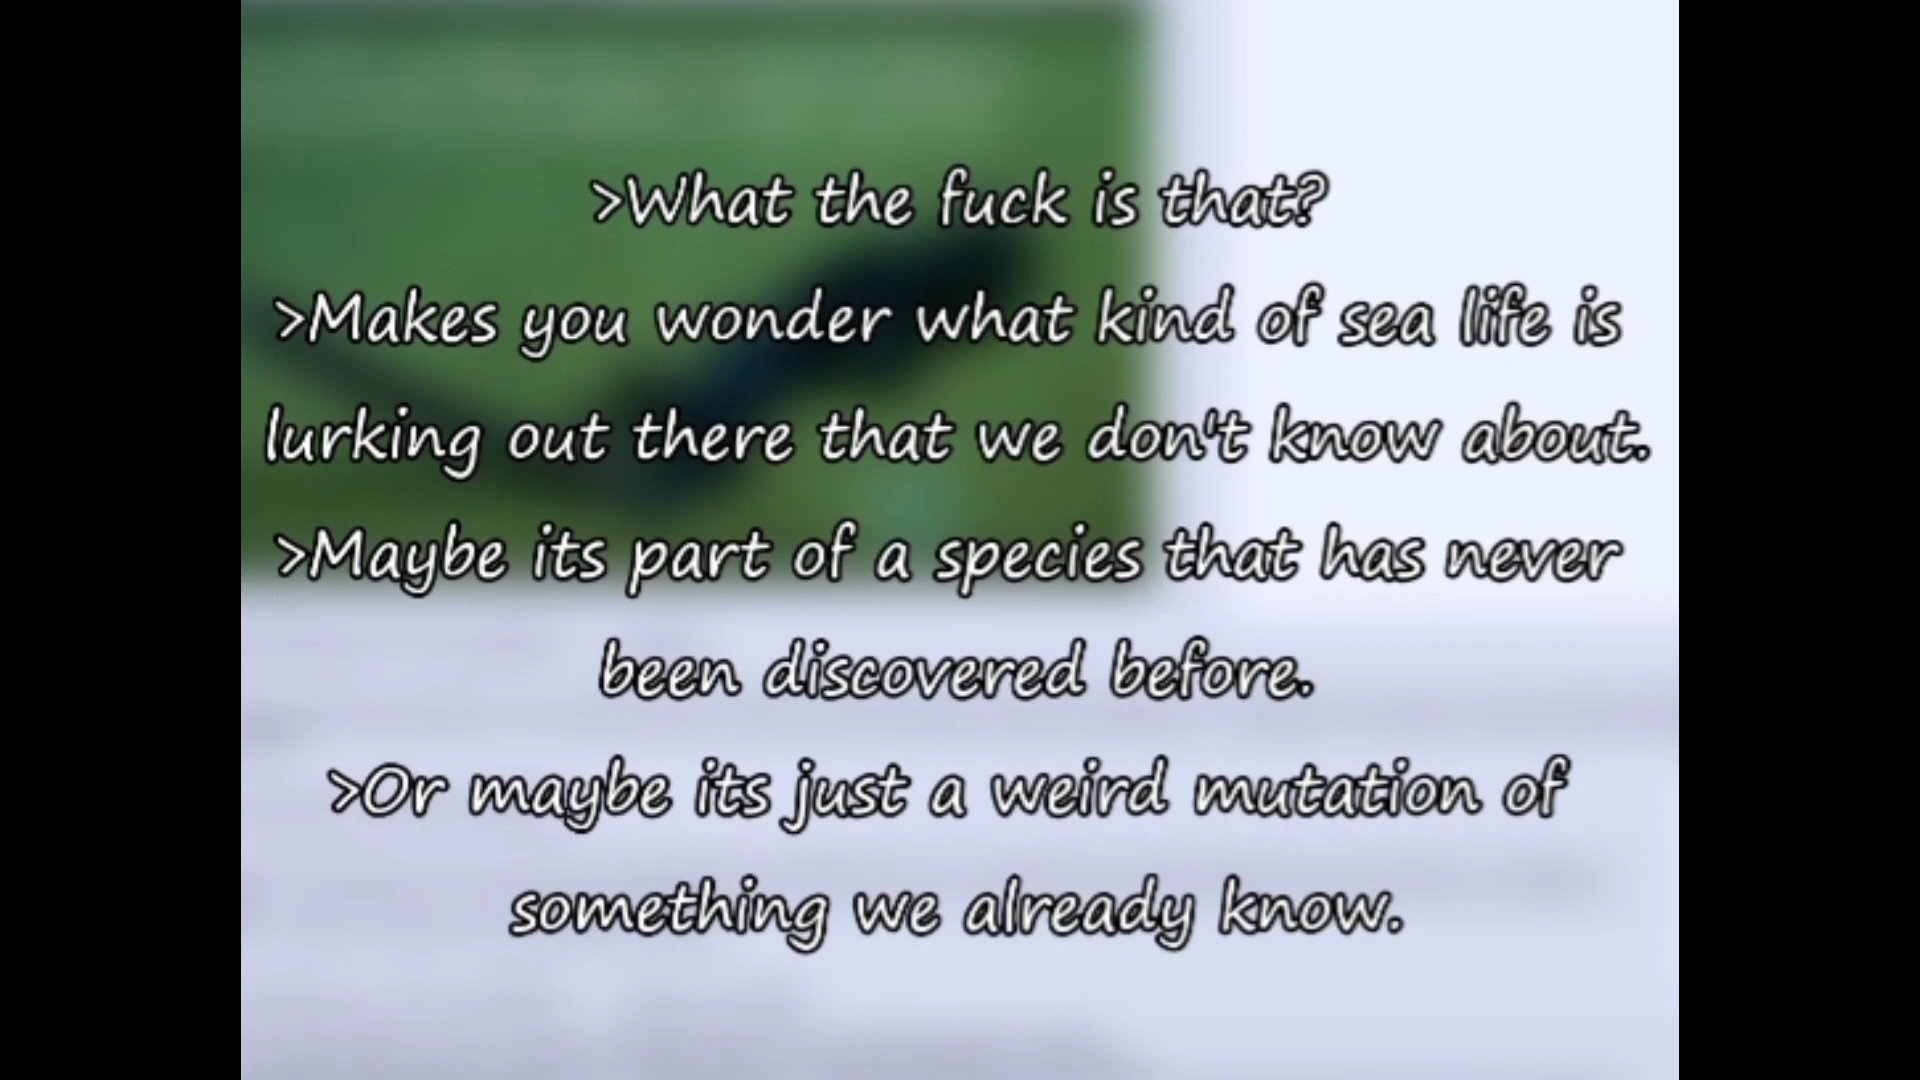 >What the fuck is that?
>Makes you wonder what kind of sea life is
lurking out there that we don't know about.
>Maybe its part of a species that has never
been discovered before.
>Or maybe its just a weird mutation of
something we already know.